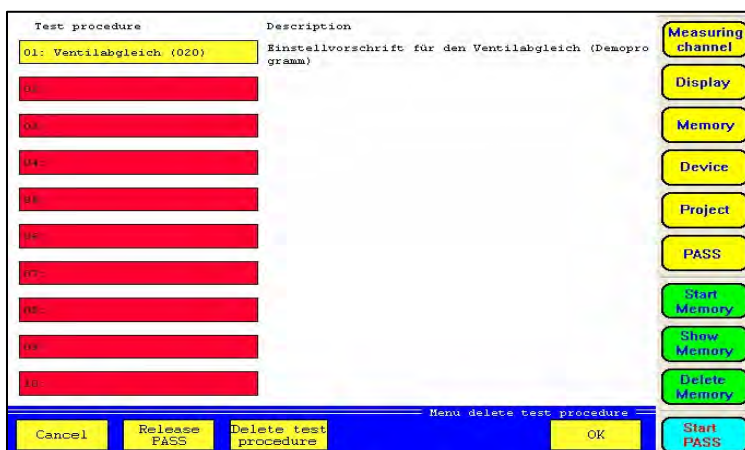 Test procedure
Description
01: Ventilabgleich (020)
Einstellvorschrift für den Ventilabgleich (Demopro
gramm)
02:
03:
04:
05:
06:
07:
08:
09:
10:
Menu delete test procedure
Cancel
Release
PASS
Delete test
procedure
OK
Measuring
channel
Display
Memory
Device
Project
PASS
Start
Memory
Show
Memory
Delete
Memory
Start
PASS